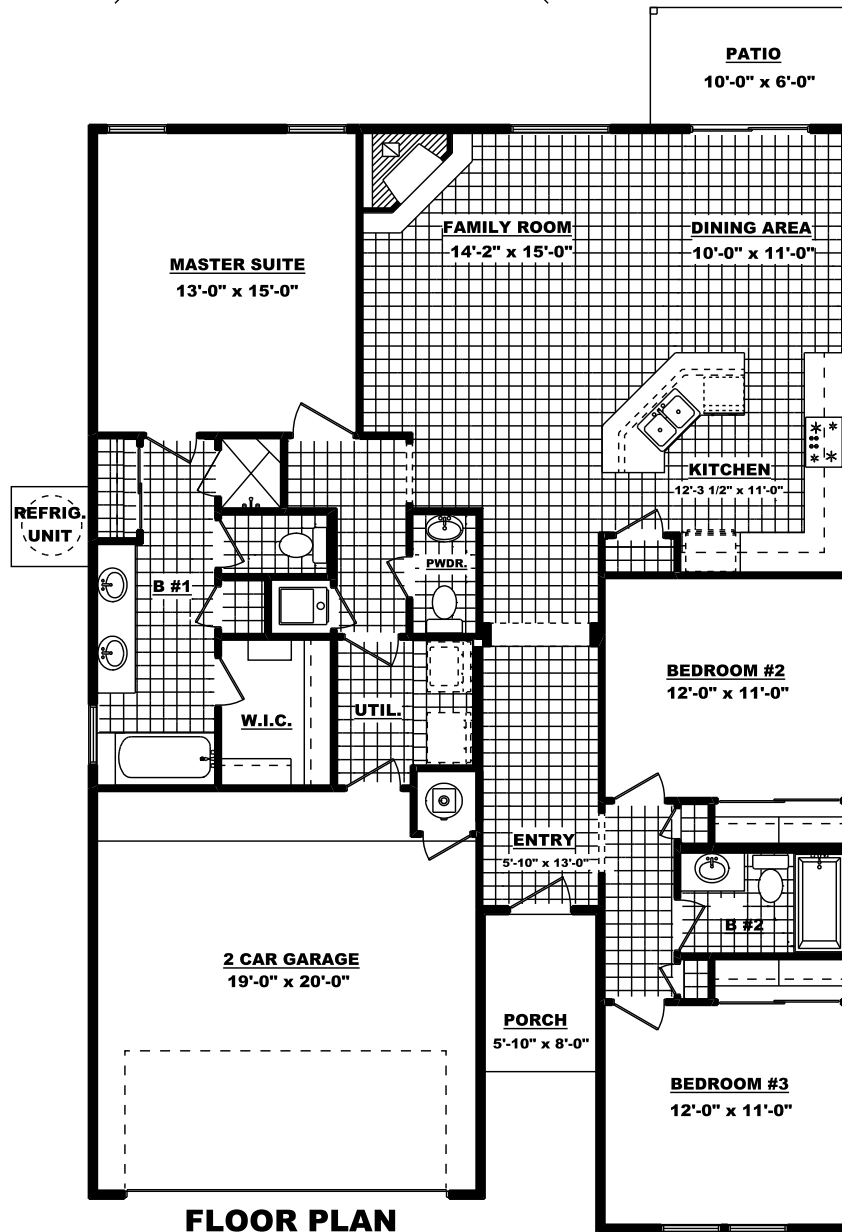 PATIO
10'-0" x 6'-0"
FAMILY ROOM
14'-2" x 15'-0"
DINING AREA
10'-0" x 11'-0"
MASTER SUITE
13'-0" x 15'-0"
KITCHEN
12'-3 1/2" x 11'-0"
REFRIG.
UNIT
PWDR.
B #1
BEDROOM #2
12'-0" x 11'-0"
UTIL.
W.I.C.
ENTRY
5'-10" x 13'-0"
B #2
2 CAR GARAGE
19'-0" x 20'-0"
PORCH
5'-10" x 8'-0"
BEDROOM #3
12'-0" x 11'-0"
FLOOR PLAN